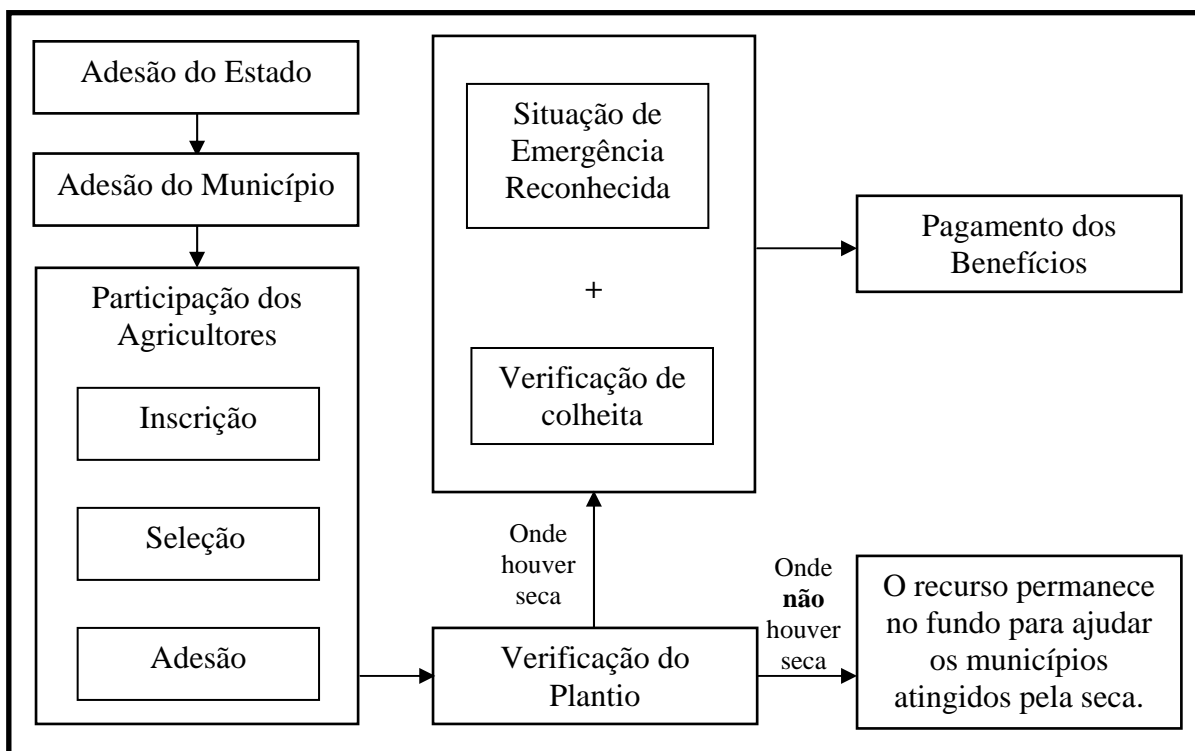 Adesão do Estado
Adesão do Município
Participação dos
Agricultores
Inscrição
Seleção
Adesão
Situação de
Emergência
Reconhecida
+
Verificação de
colheita
Pagamento dos
Benefícios
Onde
houver
seca
Verificação do
Plantio
Onde
não
houver
seca
O recurso permanece
no fundo para ajudar
os municípios
atingidos pela seca.